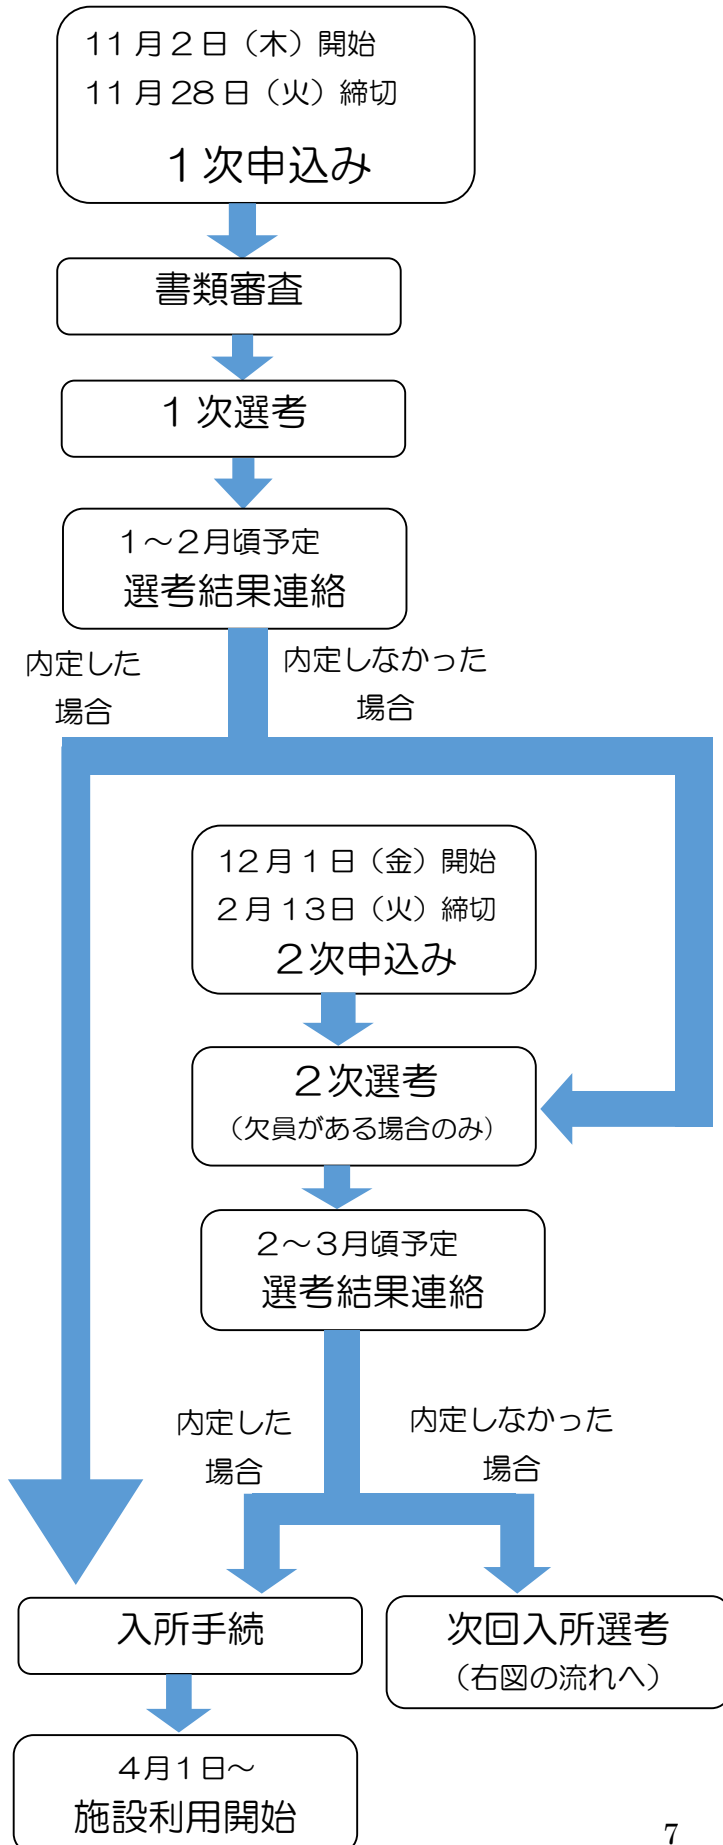 11月2日（木）開始
11月28日（火）締切
1次申込み
書類審査
1次選考
1～2月頃予定
選考結果連絡
内定した
場合
内定しなかった
場合
12月1日（金）開始
2月13日（火）締切
2次申込み
2次選考
（欠員がある場合のみ）
2～3月頃予定
選考結果連絡
内定した
場合
内定しなかった
場合
入所手続
次回入所選考
（右図の流れへ）
4月1日～
施設利用開始
7